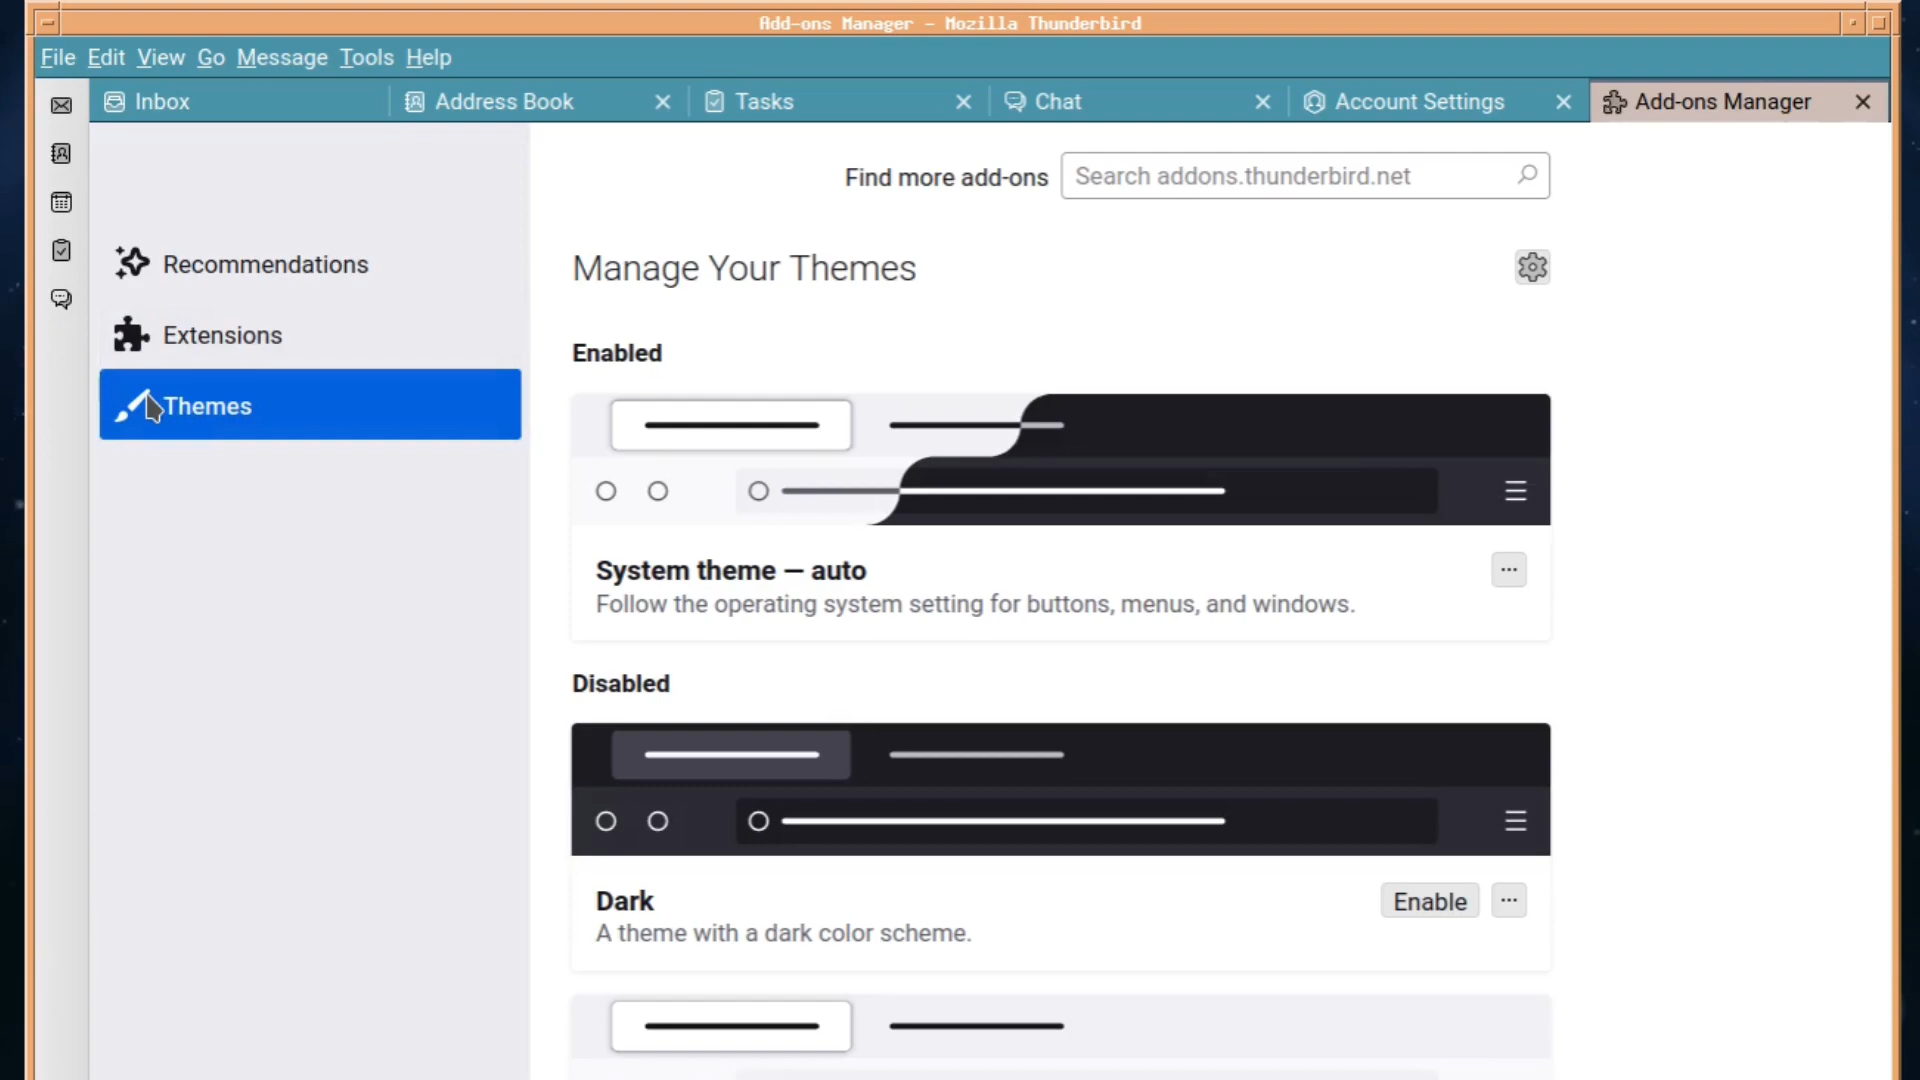 Add-ons Manager - Mozilla Thunderbird
File Edit View Go Message Tools Help
Inbox Address Book Tasks Chat Account Settings Add-ons Manager
Find more add-ons Search addons.thunderbird.net
Recommendations
Extensions
Themes
Manage Your Themes
Enabled
System theme — auto
Follow the operating system setting for buttons, menus, and windows.
Disabled
Dark
Enable
A theme with a dark color scheme.